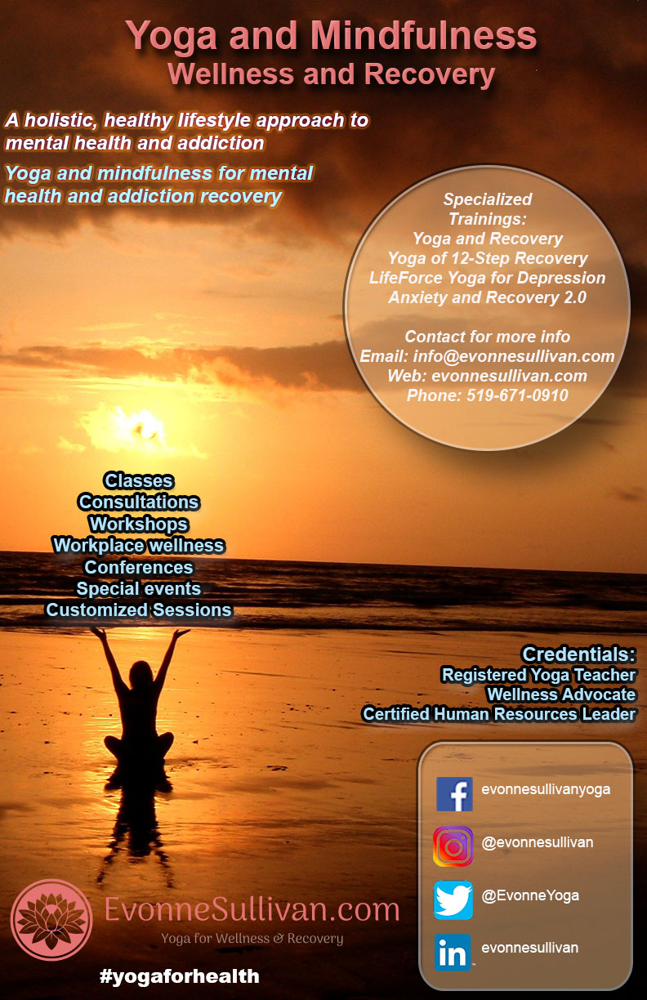 Yoga and Mindfulness
Wellness and Recovery
A holistic, healthy lifestyle approach to
mental health and addiction
Yoga and mindfulness for mental
health and addiction recovery
Specialized
Trainings:
Yoga and Recovery
Yoga of 12-Step Recovery
LifeForce Yoga for Depression
Anxiety and Recovery 2.0
Contact for more info
Email: info@evonnesullivan.com
Web: evonnesullivan.com
Phone: 519-671-0910
Classes
Consultations
Workshops
Workplace wellness
Conferences
Special events
Customized Sessions
Credentials:
Registered Yoga Teacher
Wellness Advocate
Certified Human Resources Leader
evonnesullivanyoga
@evonnesullivan
@EvonneYoga
in evonnesullivan
EvonneSullivan.com
Yoga for Wellness & Recovery
#yogaforhealth